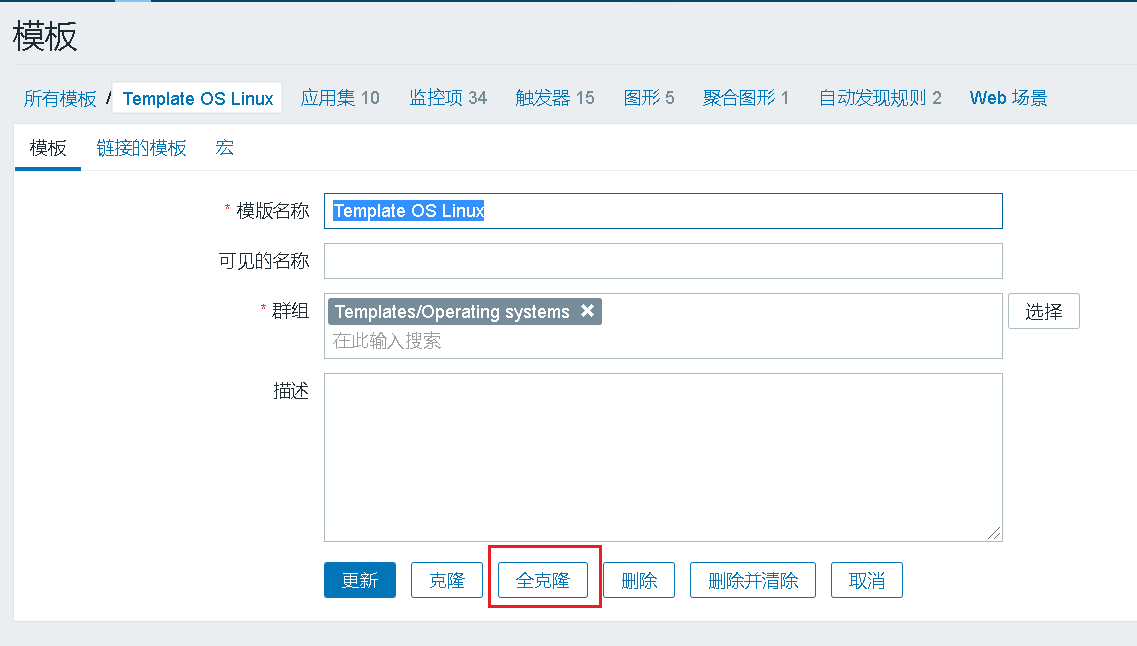 模板
所有模板 / Template OS Linux 应用集 10 监控项 34 触发器 15 图形 5 聚合图形 1 自动发现规则 2 Web 场景
模板 链接的模板 宏
* 模版名称 Template OS Linux
可见的名称
* 群组 Templates/Operating systems ✕ 选择
在此输入搜索
描述
更新 克隆 全克隆 删除 删除并清除 取消